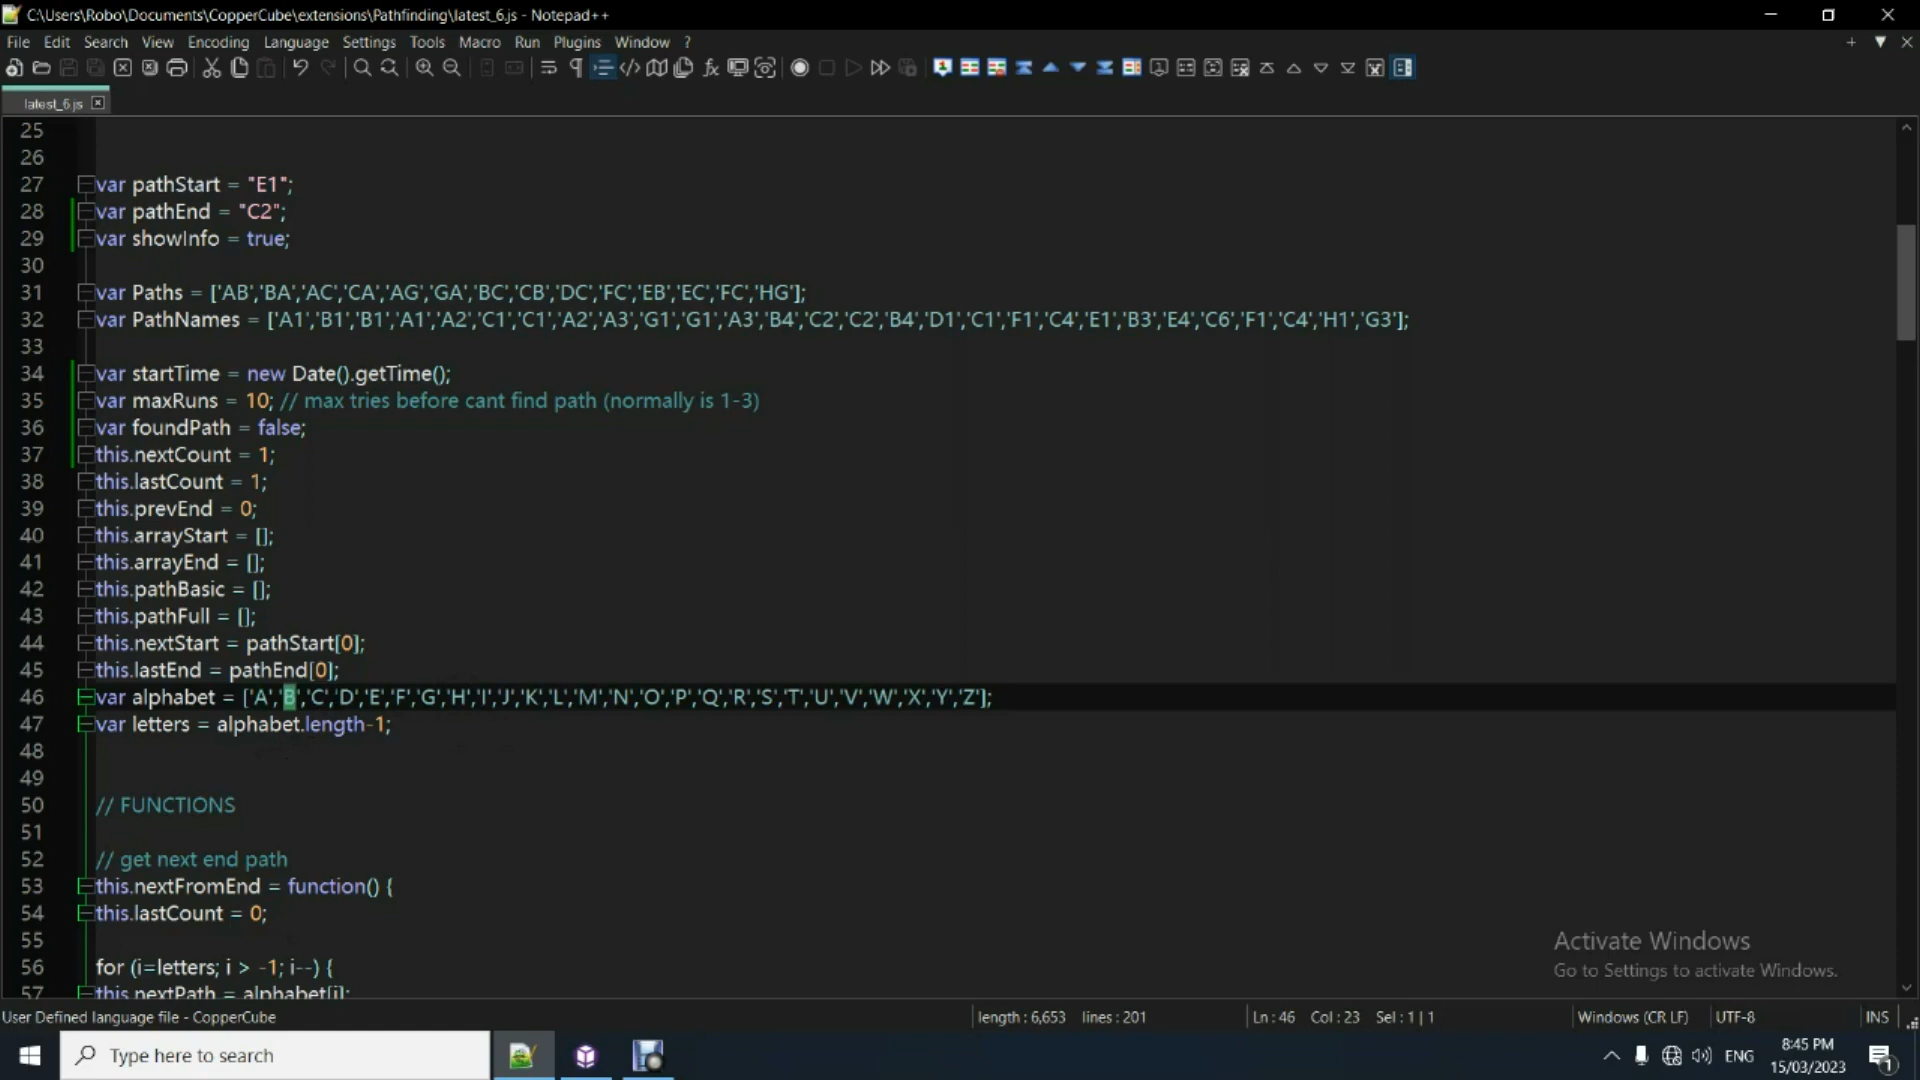 C:\Users\Robo\Documents\CopperCube\extensions\Pathfinding\latest_6.js - Notepad++
File Edit Search View Encoding Language Settings Tools Macro Run Plugins Window ?
latest_6.js
25
26
27 var pathStart = "E1";
28 var pathEnd = "C2";
29 var showInfo = true;
30
31 var Paths = ['AB','BA','AC','CA','AG','GA','BC','CB','DC','FC','EB','EC','FC','HG'];
32 var PathNames = ['A1','B1','B1','A1','A2','C1','C1','A2','A3','G1','G1','A3','B4','C2','C2','B4','D1','C1','F1','C4','E1','B3','E4','C6','F1','C4','H1','G3'];
33
34 var startTime = new Date().getTime();
35 var maxRuns = 10; // max tries before cant find path (normally is 1-3)
36 var foundPath = false;
37 this.nextCount = 1;
38 this.lastCount = 1;
39 this.prevEnd = 0;
40 this.arrayStart = [];
41 this.arrayEnd = [];
42 this.pathBasic = [];
43 this.pathFull = [];
44 this.nextStart = pathStart[0];
45 this.lastEnd = pathEnd[0];
46 var alphabet = ['A','B','C','D','E','F','G','H','I','J','K','L','M','N','O','P','Q','R','S','T','U','V','W','X','Y','Z'];
47 var letters = alphabet.length-1;
48
49
50 // FUNCTIONS
51
52 // get next end path
53 this.nextFromEnd = function() {
54 this.lastCount = 0;
55
56 for (i=letters; i > -1; i--) {
57 this.nextPath = alphabet[i];
Activate Windows
Go to Settings to activate Windows.
User Defined language file - CopperCube length : 6,653 lines : 201 Ln : 46 Col : 23 Sel : 1 | 1 Windows (CR LF) UTF-8 INS
Type here to search
ENG
8:45 PM
15/03/2023
1